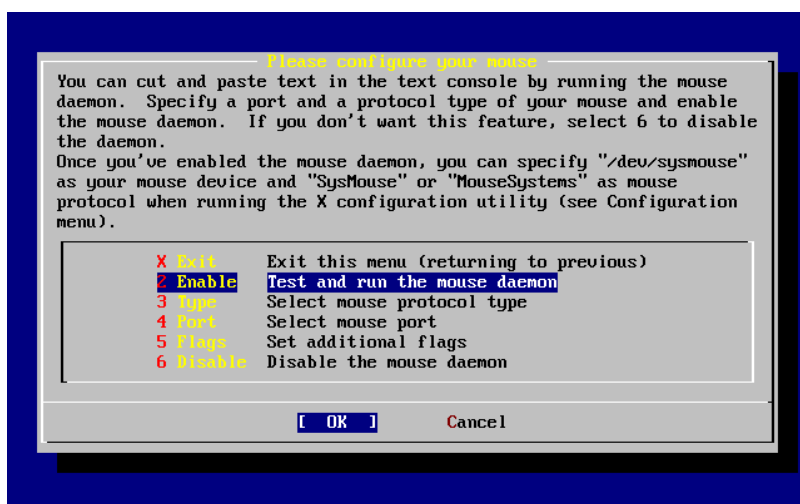 Please configure your mouse
You can cut and paste text in the text console by running the mouse
daemon.  Specify a port and a protocol type of your mouse and enable
the mouse daemon.  If you don't want this feature, select 6 to disable
the daemon.
Once you've enabled the mouse daemon, you can specify "/dev/sysmouse"
as your mouse device and "SysMouse" or "MouseSystems" as mouse
protocol when running the X configuration utility (see Configuration
menu).
X Exit     Exit this menu (returning to previous)
2 Enable   Test and run the mouse daemon
3 Type     Select mouse protocol type
4 Port     Select mouse port
5 Flags    Set additional flags
6 Disable  Disable the mouse daemon
[  OK  ]       Cancel